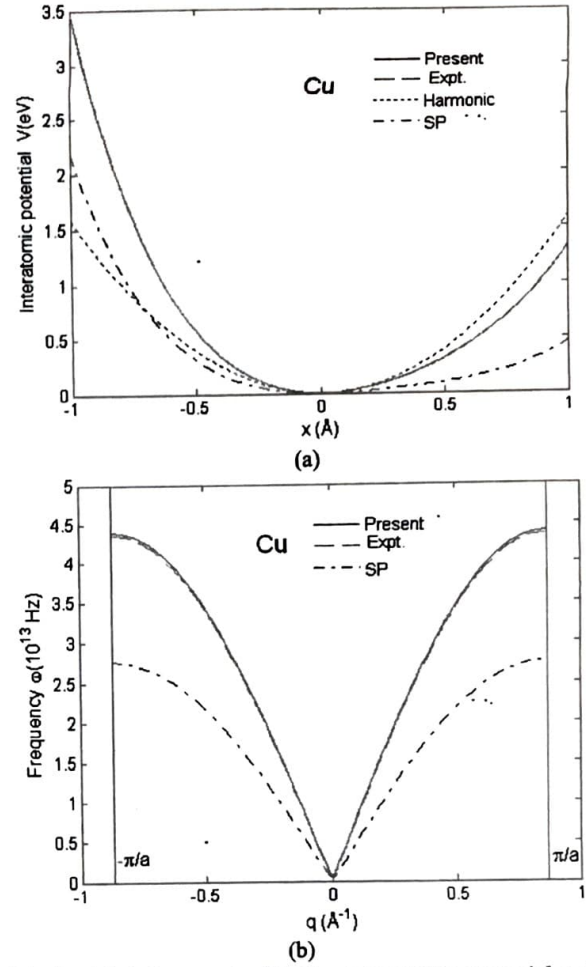 3.5
3
2.5
2
1.5
1
0.5
0
-1
-0.5
0
0.5
1
Interatomic potential V(eV)
x (Å)
Cu
Present
Expt.
Harmonic
SP
(a)
5
4.5
4
3.5
3
2.5
2
1.5
1
0.5
0
-1
-0.5
0
0.5
1
Frequency ω(10¹³ Hz)
q (Å⁻¹)
Cu
Present
Expt.
SP
-π/a
π/a
(b)